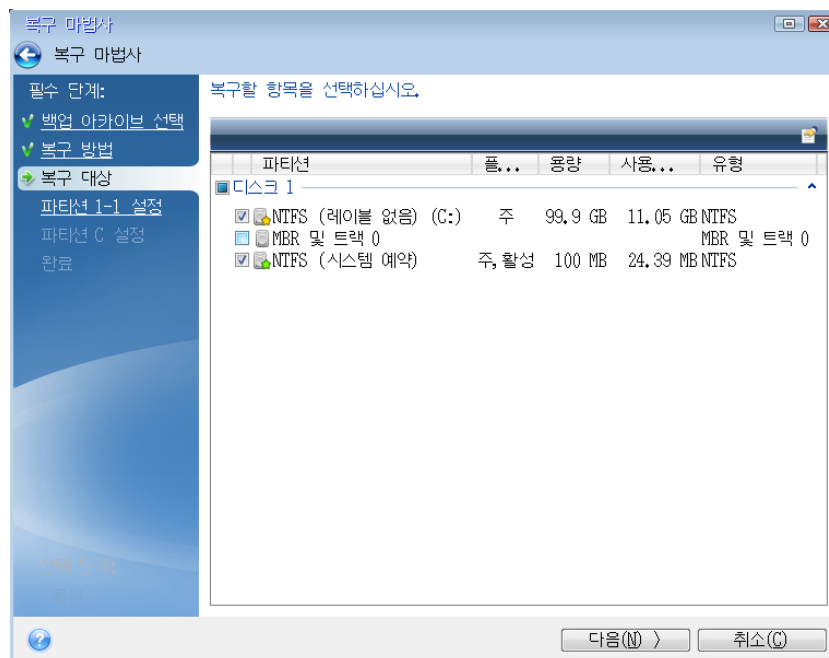 복구 마법사
복구 마법사
필수 단계:
백업 아카이브 선택
복구 방법
복구 대상
파티션 1-1 설정
파티션 C 설정
완료
복구할 항목을 선택하십시오.
파티션 플... 용량 사용... 유형
디스크 1
NTFS (레이블 없음) (C:) 주 99.9 GB 11.05 GB NTFS
MBR 및 트랙 0 MBR 및 트랙 0
NTFS (시스템 예약) 주,활성 100 MB 24.39 MB NTFS
다음(N) >
취소(C)